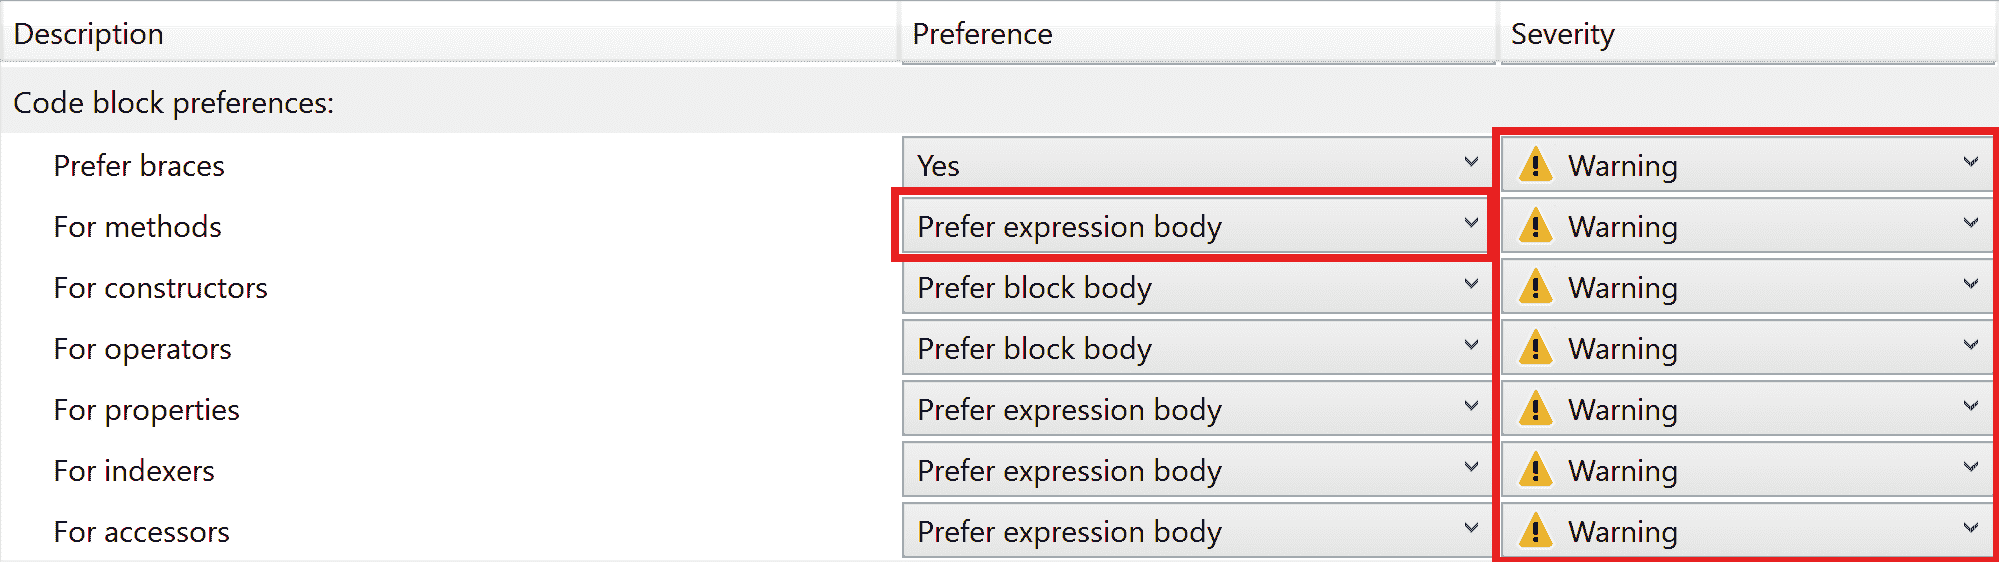 Description Preference Severity
Code block preferences:
Prefer braces Yes Warning
For methods Prefer expression body Warning
For constructors Prefer block body Warning
For operators Prefer block body Warning
For properties Prefer expression body Warning
For indexers Prefer expression body Warning
For accessors Prefer expression body Warning